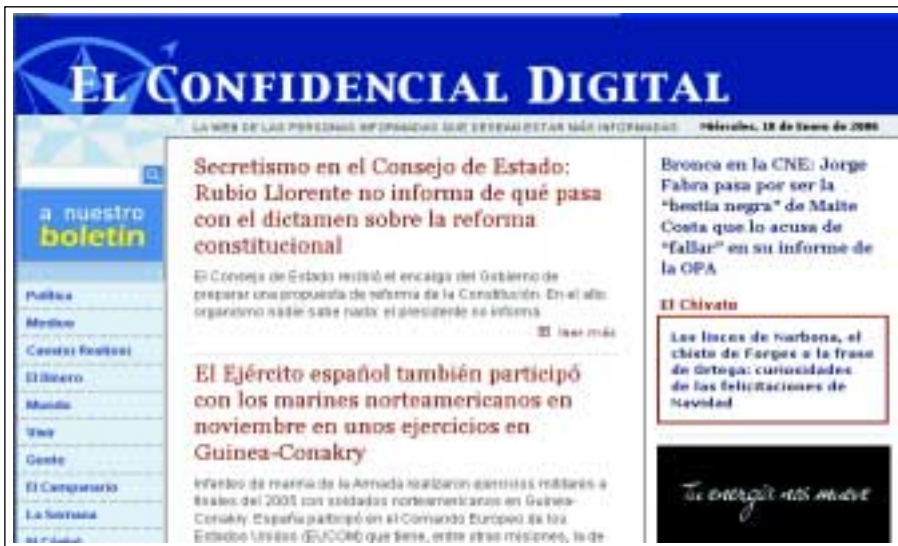 EL CONFIDENCIAL DIGITAL
LA WEB DE LAS PERSONAS INFORMADAS QUE DESEAN ESTAR MÁS INFORMADAS
Miércoles, 18 de Enero de 2006
a nuestro
boletín
Política
Medios
El Dinero
Mundo
Vivir
Gente
El Campanario
La Semana
Secretismo en el Consejo de Estado:
Rubio Llorente no informa de qué pasa
con el dictamen sobre la reforma
constitucional
El Consejo de Estado recibió el encargo del Gobierno de
preparar una propuesta de reforma de la Constitución. En el alto
organismo nadie sabe nada: el presidente no informa.
leer más
El Ejército español también participó
con los marines norteamericanos en
noviembre en unos ejercicios en
Guinea-Conakry
Infantes de marina de la Armada realizaron ejercicios militares a
finales del 2005 con soldados norteamericanos en Guinea-
Conakry. España participó en el Comando Europeo de los
Estados Unidos (EUCOM) que tiene, entre otras misiones, la de
Bronca en la CNE: Jorge
Fabra pasa por ser la
“bestia negra” de Maite
Costa que lo acusa de
“fallar” en su informe de
la OPA
El Chivato
Los linces de Narbona, el
chiste de Forges o la frase
de Ortega: curiosidades
de las felicitaciones de
Navidad
Tu energía nos mueve